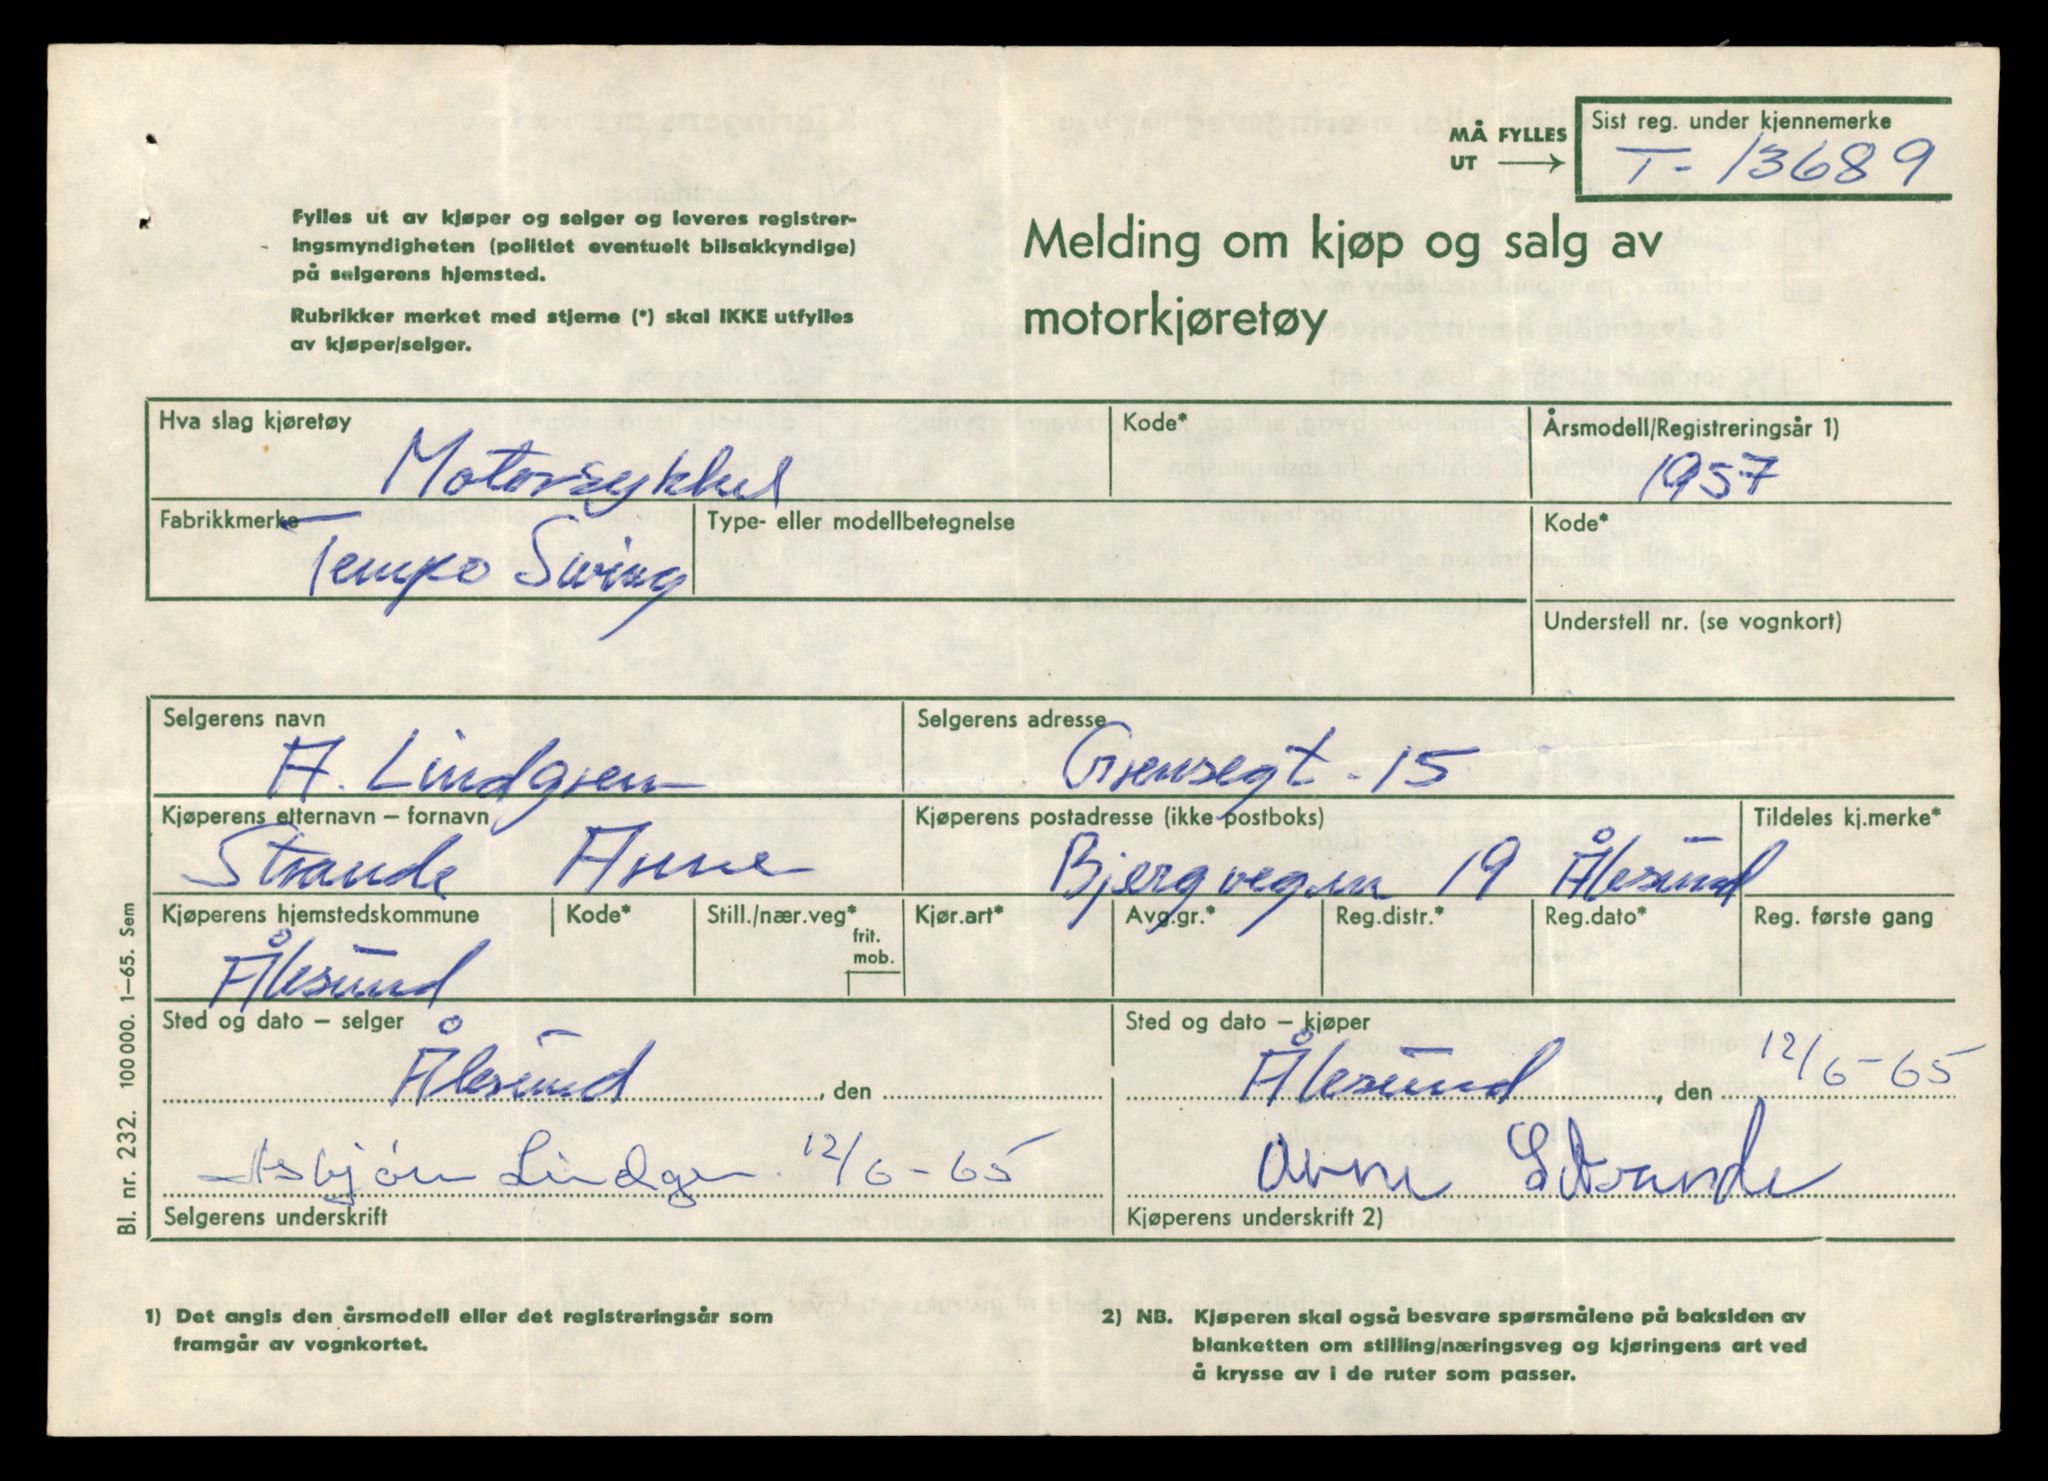 MÅ FYLLES
UT
Sist reg. under kjennemerke
T- 13689
Fylles ut av kjøper og selger og leveres registrer-
ingsmyndigheten (politiet eventuelt bilsakkyndige)
på selgerens hjemsted.
Rubrikker merket med stjerne (*) skal IKKE utfylles
av kjøper/selger.
Melding om kjøp og salg av
motorkjøretøy
Hva slag kjøretøy
Motorsykkel
Kode*
Årsmodell/Registreringsår 1)
1957
Fabrikkmerke
Tempo Swing
Type- eller modellbetegnelse
Kode*
Understell nr. (se vognkort)
Selgerens navn
A. Lindgren
Selgerens adresse
15
Kjøperens etternavn – fornavn
Strande Anne
Kjøperens postadresse (ikke postboks)
Bjergvegen 19 Ålesund
Tildeles kj.merke*
Kjøperens hjemstedskommune
Ålesund
Kode*
Still./nær.veg*
frit.
mob.
Kjør.art*
Avg.gr.*
Reg.distr.*
Reg.dato*
Reg. første gang
Sted og dato – selger
Ålesund, den
Asbjørn Lindgren 12/6-65
Selgerens underskrift
Sted og dato – kjøper
Ålesund, den 12/6-65
Anne Strande
Kjøperens underskrift 2)
Bl. nr. 232. 100 000. 1–65. Sem
1) Det angis den årsmodell eller det registreringsår som
framgår av vognkortet.
2) NB. Kjøperen skal også besvare spørsmålene på baksiden av
blanketten om stilling/næringsveg og kjøringens art ved
å krysse av i de ruter som passer.